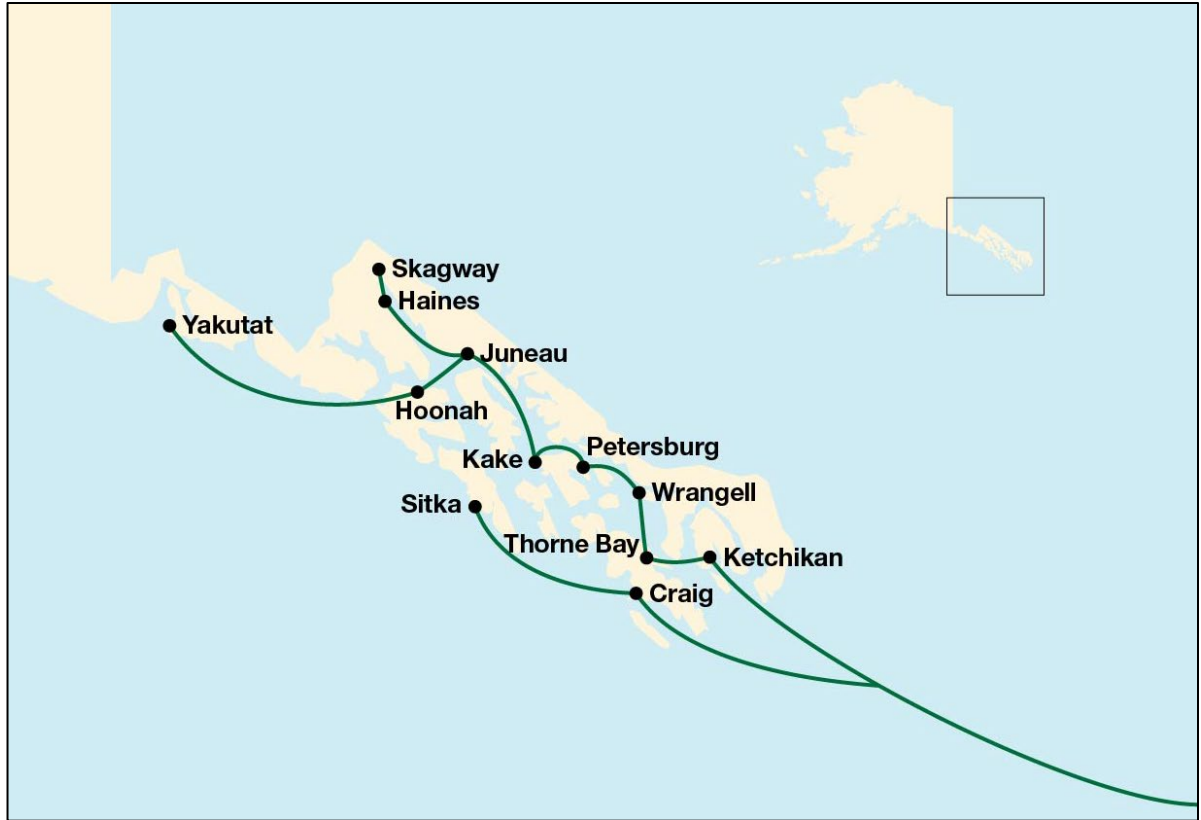 Skagway
Haines
Yakutat
Juneau
Hoonah
Petersburg
Kake
Wrangell
Sitka
Thorne Bay
Ketchikan
Craig